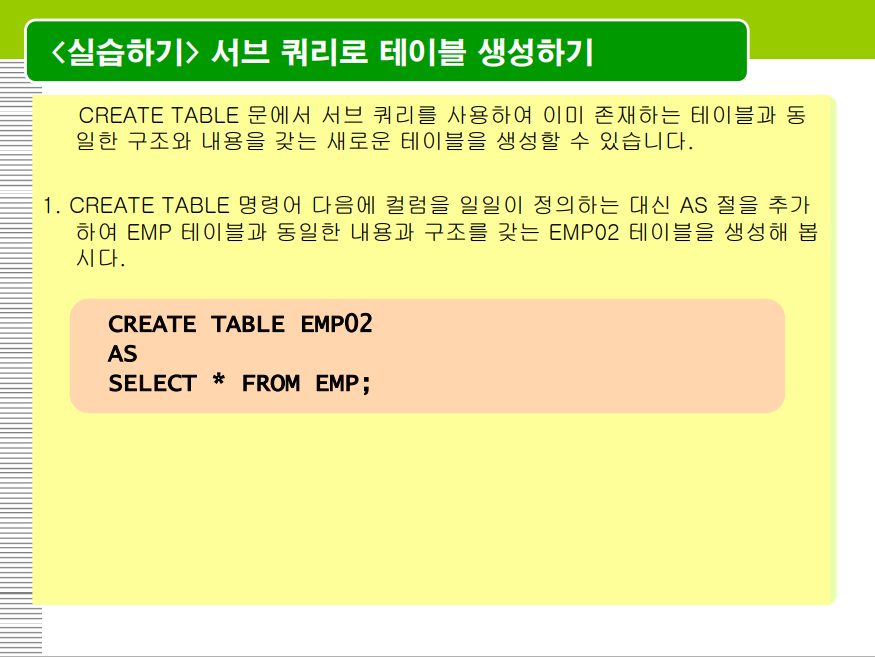 <실습하기> 서브 쿼리로 테이블 생성하기
CREATE TABLE 문에서 서브 쿼리를 사용하여 이미 존재하는 테이블과 동
일한 구조와 내용을 갖는 새로운 테이블을 생성할 수 있습니다.
1. CREATE TABLE 명령어 다음에 컬럼을 일일이 정의하는 대신 AS 절을 추가
하여 EMP 테이블과 동일한 내용과 구조를 갖는 EMP02 테이블을 생성해 봅
시다.
CREATE TABLE EMP02
AS
SELECT * FROM EMP;